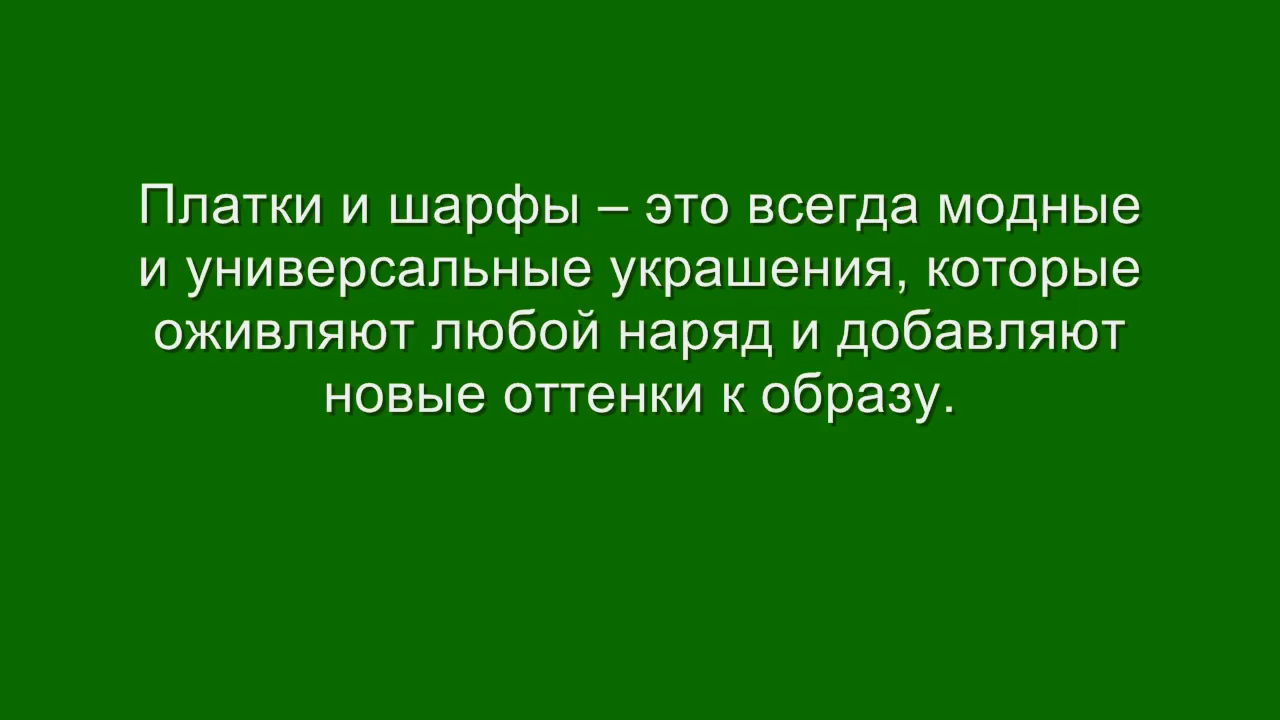 Платки и шарфы – это всегда модные
и универсальные украшения, которые
оживляют любой наряд и добавляют
новые оттенки к образу.